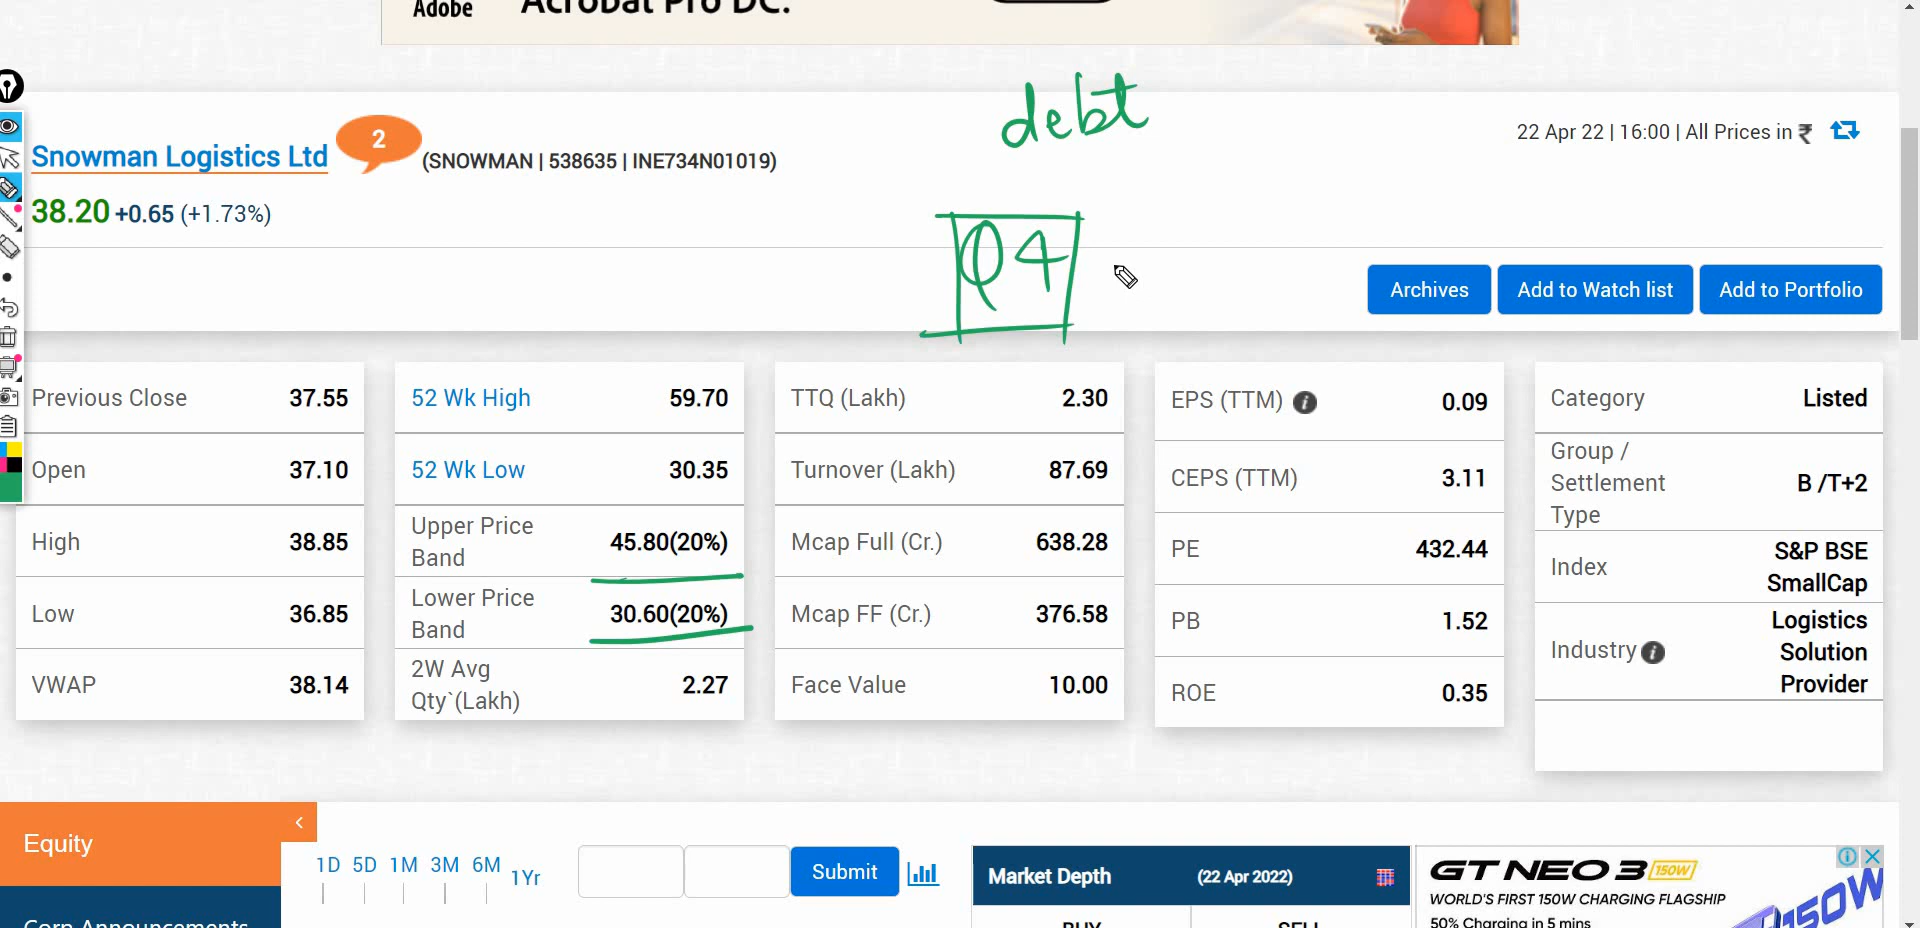 Adobe Acrobat Pro DC.
debt
Snowman Logistics Ltd 2 (SNOWMAN | 538635 | INE734N01019)
22 Apr 22 | 16:00 | All Prices in ₹
38.20 +0.65 (+1.73%)
Q4
Archives Add to Watch list Add to Portfolio
Previous Close 37.55
Open 37.10
High 38.85
Low 36.85
VWAP 38.14
52 Wk High 59.70
52 Wk Low 30.35
Upper Price
Band 45.80(20%)
Lower Price
Band 30.60(20%)
2W Avg
Qty`(Lakh) 2.27
TTQ (Lakh) 2.30
Turnover (Lakh) 87.69
Mcap Full (Cr.) 638.28
Mcap FF (Cr.) 376.58
Face Value 10.00
EPS (TTM) i 0.09
CEPS (TTM) 3.11
PE 432.44
PB 1.52
ROE 0.35
Category Listed
Group /
Settlement
Type B /T+2
Index S&P BSE
SmallCap
Industry i Logistics
Solution
Provider
Equity
Corp Announcements
1D 5D 1M 3M 6M 1Yr
Submit
Market Depth (22 Apr 2022)
BUY SELL
GT NEO 3 150W
WORLD'S FIRST 150W CHARGING FLAGSHIP
50% Charging in 5 mins
150W